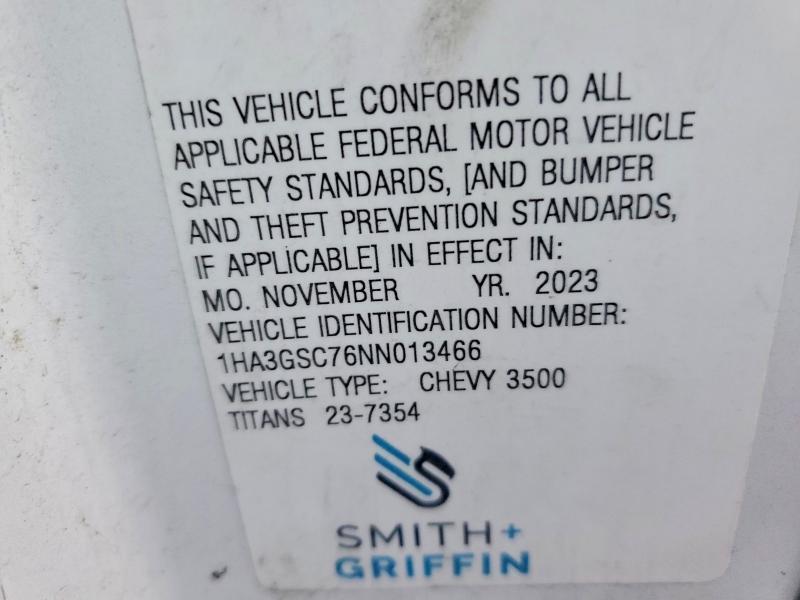 THIS VEHICLE CONFORMS TO ALL
APPLICABLE FEDERAL MOTOR VEHICLE
SAFETY STANDARDS, [AND BUMPER
AND THEFT PREVENTION STANDARDS,
IF APPLICABLE] IN EFFECT IN:
MO. NOVEMBER YR. 2023
VEHICLE IDENTIFICATION NUMBER:
1HA3GSC76NN013466
VEHICLE TYPE: CHEVY 3500
TITANS 23-7354
SMITH+
GRIFFIN